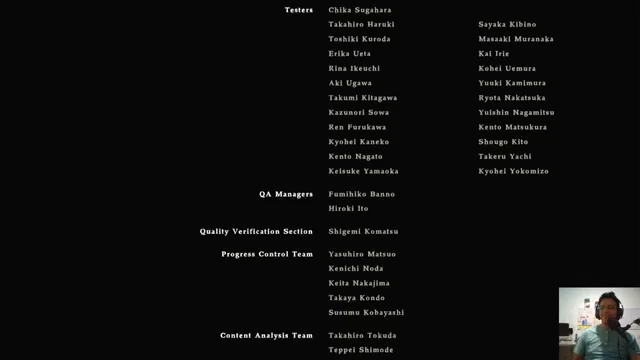 Testers Chika Sugahara
Takahiro Haruki Sayaka Kibino
Toshiki Kuroda Masaaki Muranaka
Erika Ueta Kai Irie
Rina Ikeuchi Kohei Uemura
Aki Ugawa Yuuki Kamimura
Takumi Kitagawa Ryota Nakatsuka
Kazunori Sowa Yuishin Nagamitsu
Ren Furukawa Kento Matsukura
Kyohei Kaneko Shougo Kito
Kento Nagato Takeru Yachi
Keisuke Yamaoka Kyohei Yokomizo
QA Managers Fumihiko Banno
Hiroki Ito
Quality Verification Section Shigemi Komatsu
Progress Control Team Yasuhiro Matsuo
Kenichi Noda
Keita Nakajima
Takaya Kondo
Susumu Kobayashi
Content Analysis Team Takahiro Tokuda
Teppei Shimode